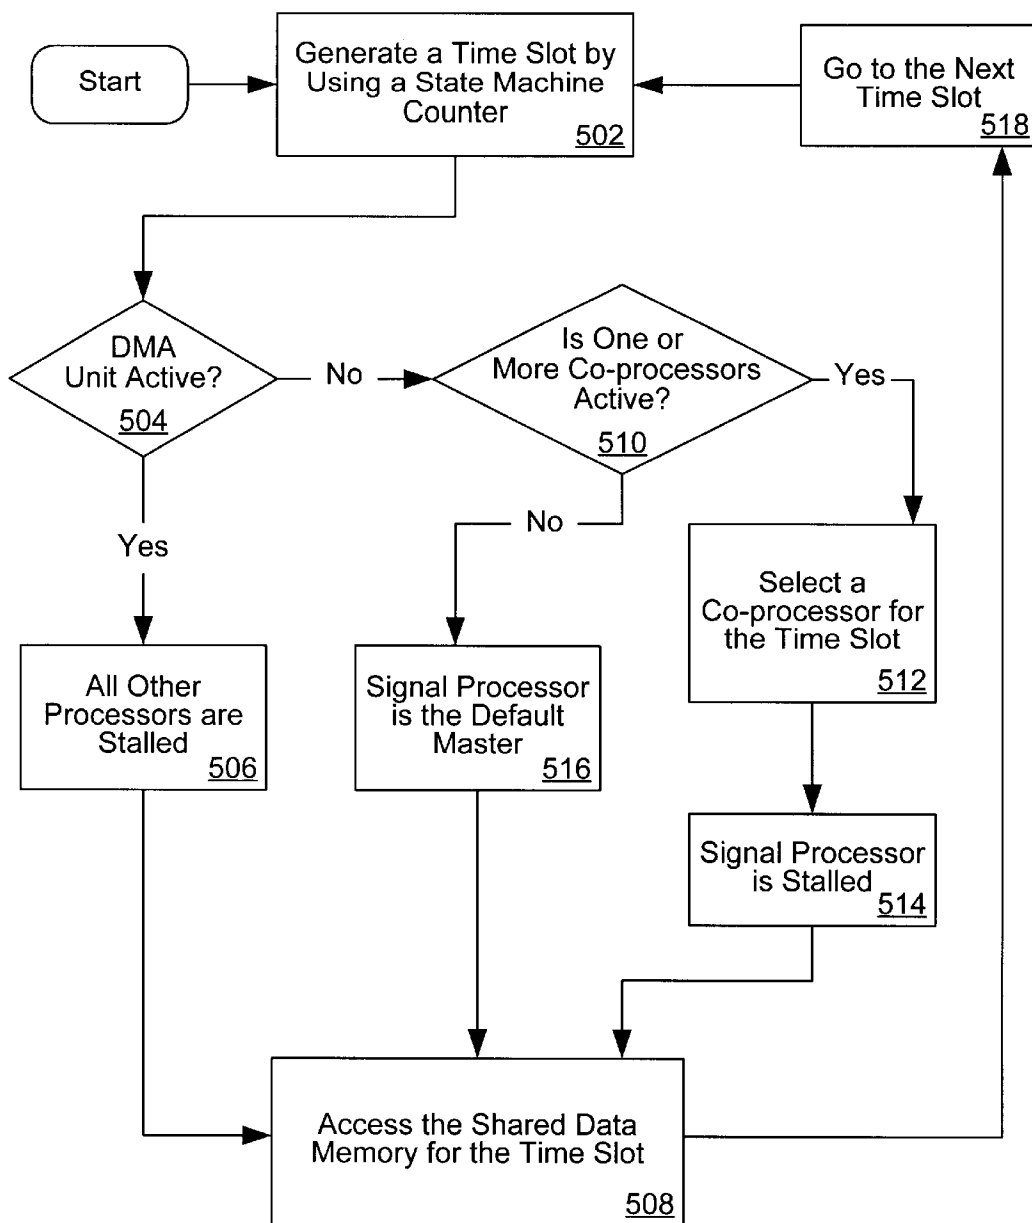 Start
Generate a Time Slot by
Using a State Machine
Counter
502
Go to the Next
Time Slot
518
DMA
Unit Active?
504
No
Is One or
More Co-processors
Active?
510
Yes
No
Yes
Select a
Co-processor for
the Time Slot
512
All Other
Processors are
Stalled
506
Signal Processor
is the Default
Master
516
Signal Processor
is Stalled
514
Access the Shared Data
Memory for the Time Slot
508